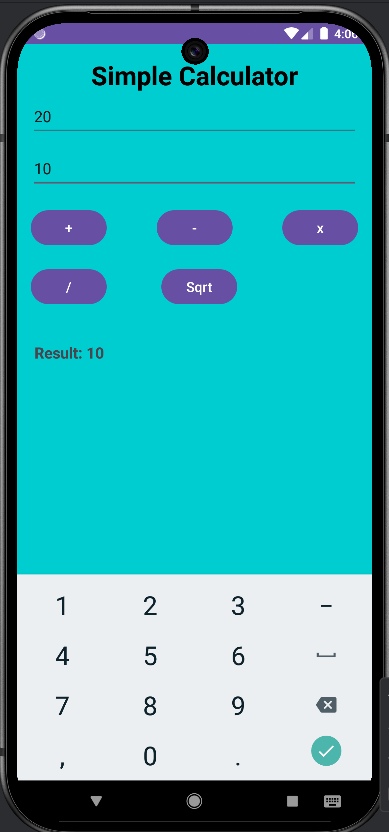 4:00
Simple Calculator
20
10
+ - x
/ Sqrt
Result: 10
1 2 3 −
4 5 6
7 8 9
, 0 .